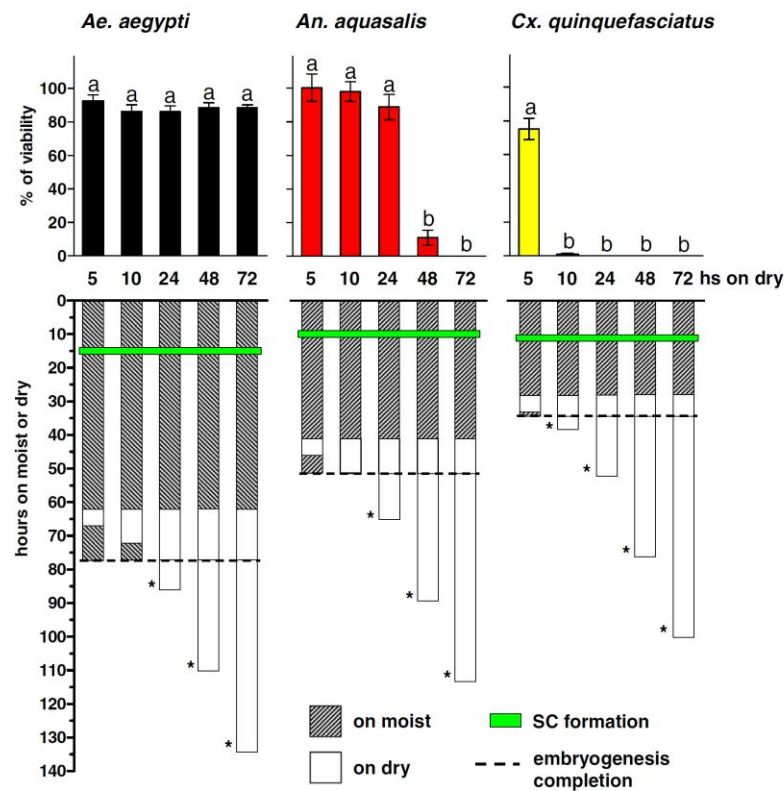 Ae. aegypti An. aquasalis Cx. quinquefasciatus
% of viability
100
80
60
40
20
0
a a a a a
a a a b b
a b b b b
5 10 24 48 72 5 10 24 48 72 5 10 24 48 72 hs on dry
hours on moist or dry
0
10
20
30
40
50
60
70
80
90
100
110
120
130
140
* * *
* * *
* * * *
on moist SC formation
on dry embryogenesis
completion